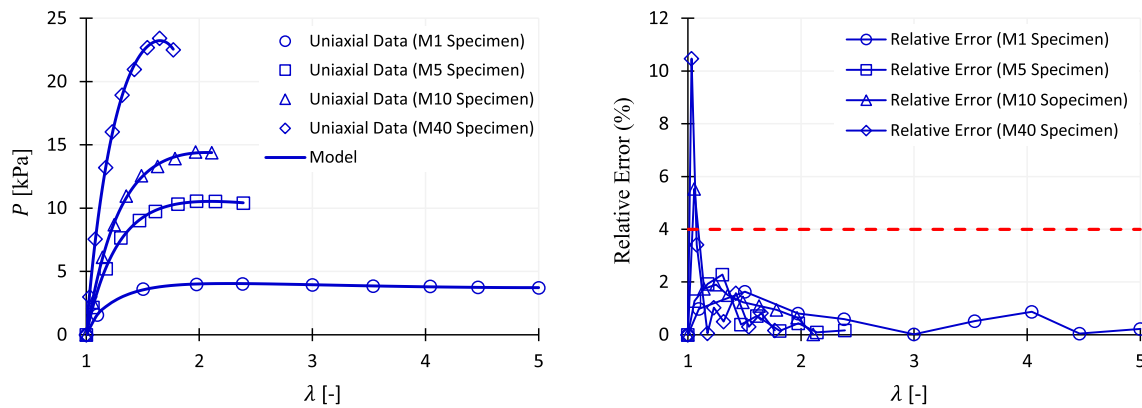 25
20
15
10
5
0
P [kPa]
1
2
3
4
5
λ [-]
Uniaxial Data (M1 Specimen)
Uniaxial Data (M5 Specimen)
Uniaxial Data (M10 Specimen)
Uniaxial Data (M40 Specimen)
Model
12
10
8
6
4
2
0
Relative Error (%)
1
2
3
4
5
λ [-]
Relative Error (M1 Specimen)
Relative Error (M5 Specimen)
Relative Error (M10 Sopecimen)
Relative Error (M40 Specimen)